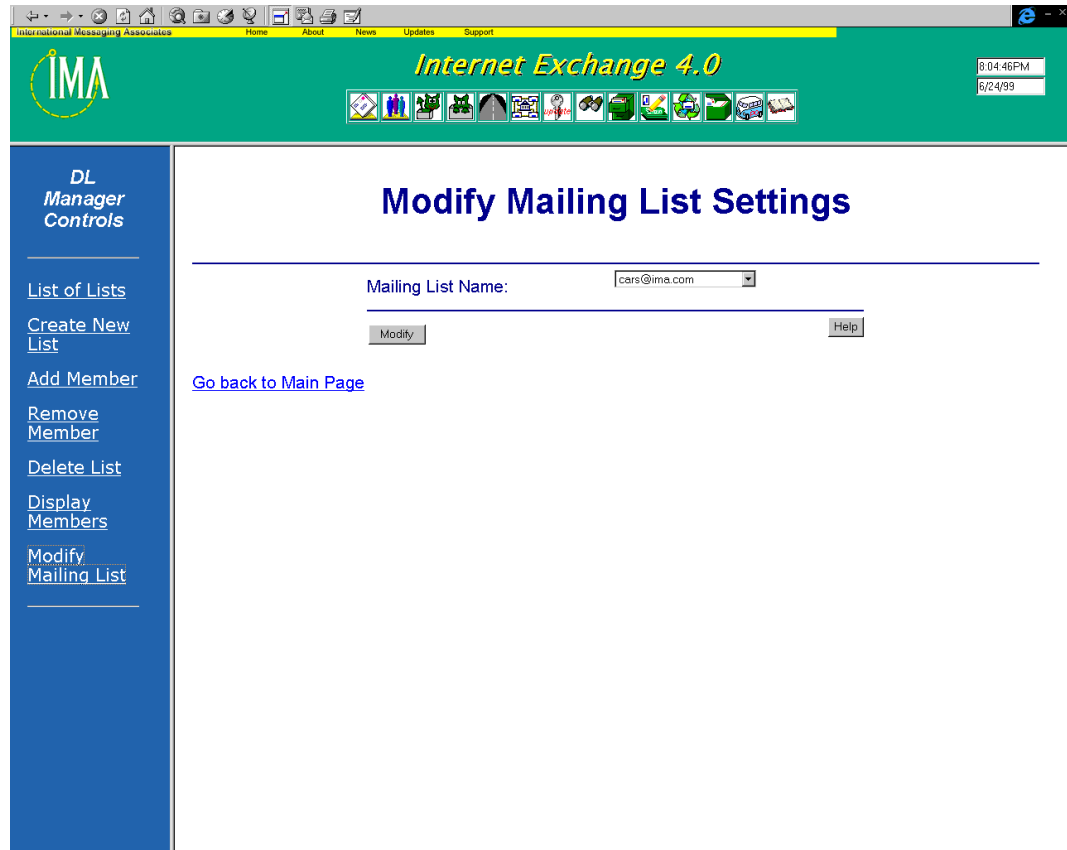 International Messaging Associates
Home About News Updates Support
IMA
Internet Exchange 4.0
8:04:46PM
6/24/99
update
DL
Manager
Controls
List of Lists
Create New
List
Add Member
Remove
Member
Delete List
Display
Members
Modify
Mailing List
Modify Mailing List Settings
Mailing List Name:
cars@ima.com
Modify
Help
Go back to Main Page